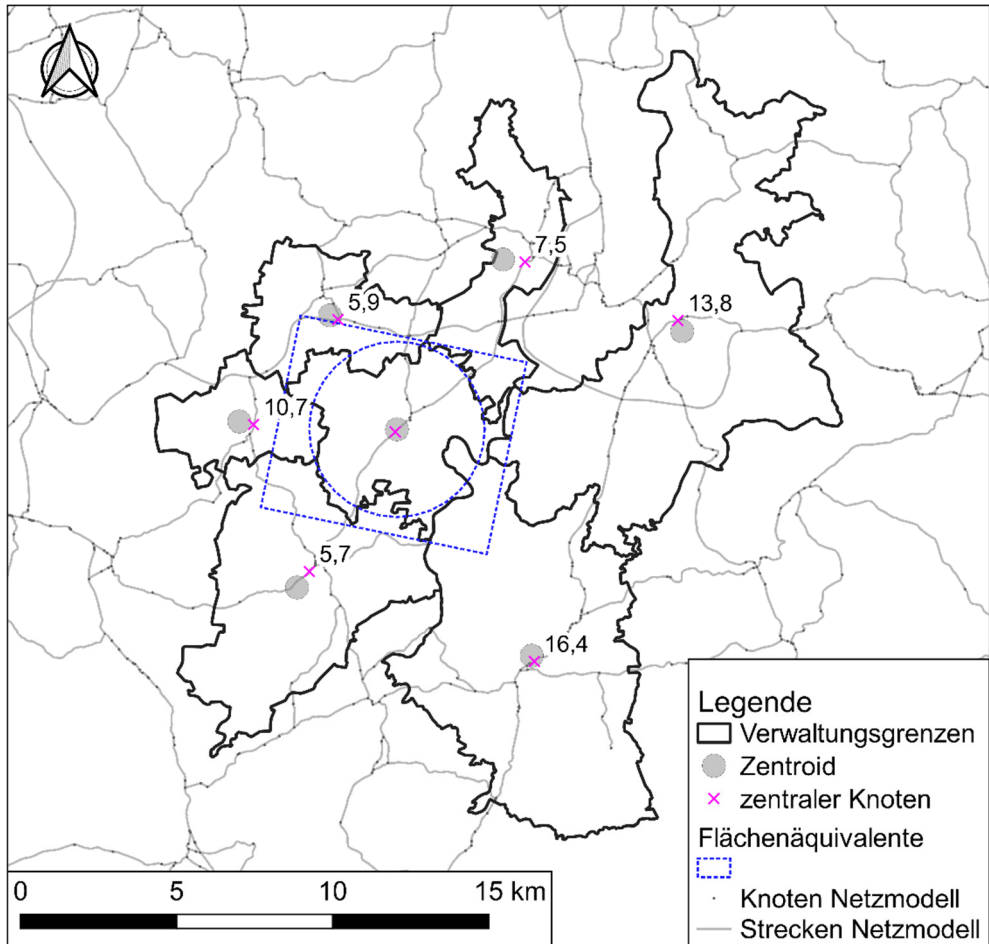 7,5
5,9
13,8
10,7
5,7
16,4
Legende
Verwaltungsgrenzen
Zentroid
zentraler Knoten
Flächenäquivalente
Knoten Netzmodell
Strecken Netzmodell
0 5 10 15 km